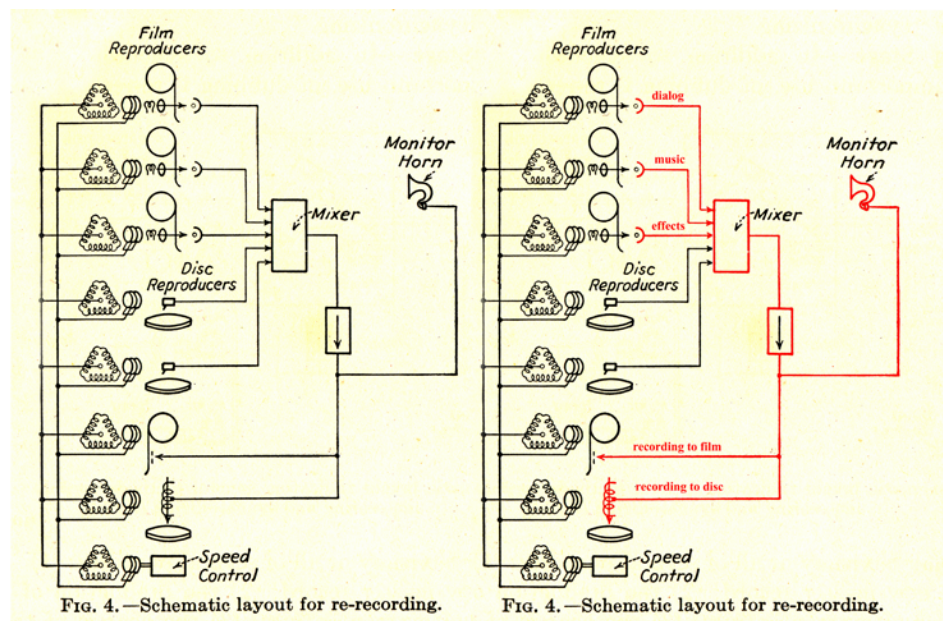 Film
Reproducers
Monitor
Horn
Mixer
Disc
Reproducers
Speed
Control
FIG. 4.—Schematic layout for re-recording.
Film
Reproducers
dialog
Monitor
Horn
music
Mixer
effects
Disc
Reproducers
recording to film
recording to disc
Speed
Control
FIG. 4.—Schematic layout for re-recording.